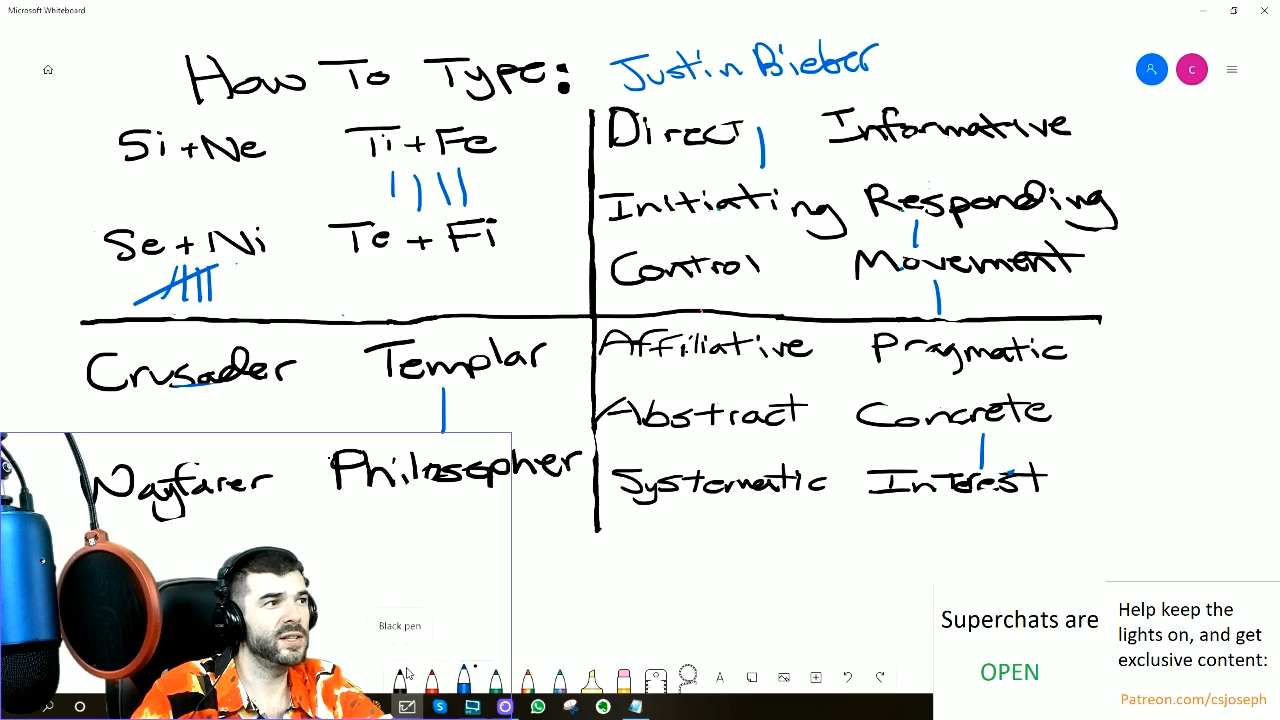 Microsoft Whiteboard
How To Type: Justin Bieber
Si + Ne Ti + Fe
Se + Ni Te + Fi
Direct Informative
Initiating Responding
Control Movement
Crusader Templar
Wayfarer Philosopher
Affiliative Pragmatic
Abstract Concrete
Systematic Interest
C
Black pen
A
Superchats are
OPEN
Help keep the
lights on, and get
exclusive content:
Patreon.com/csjoseph